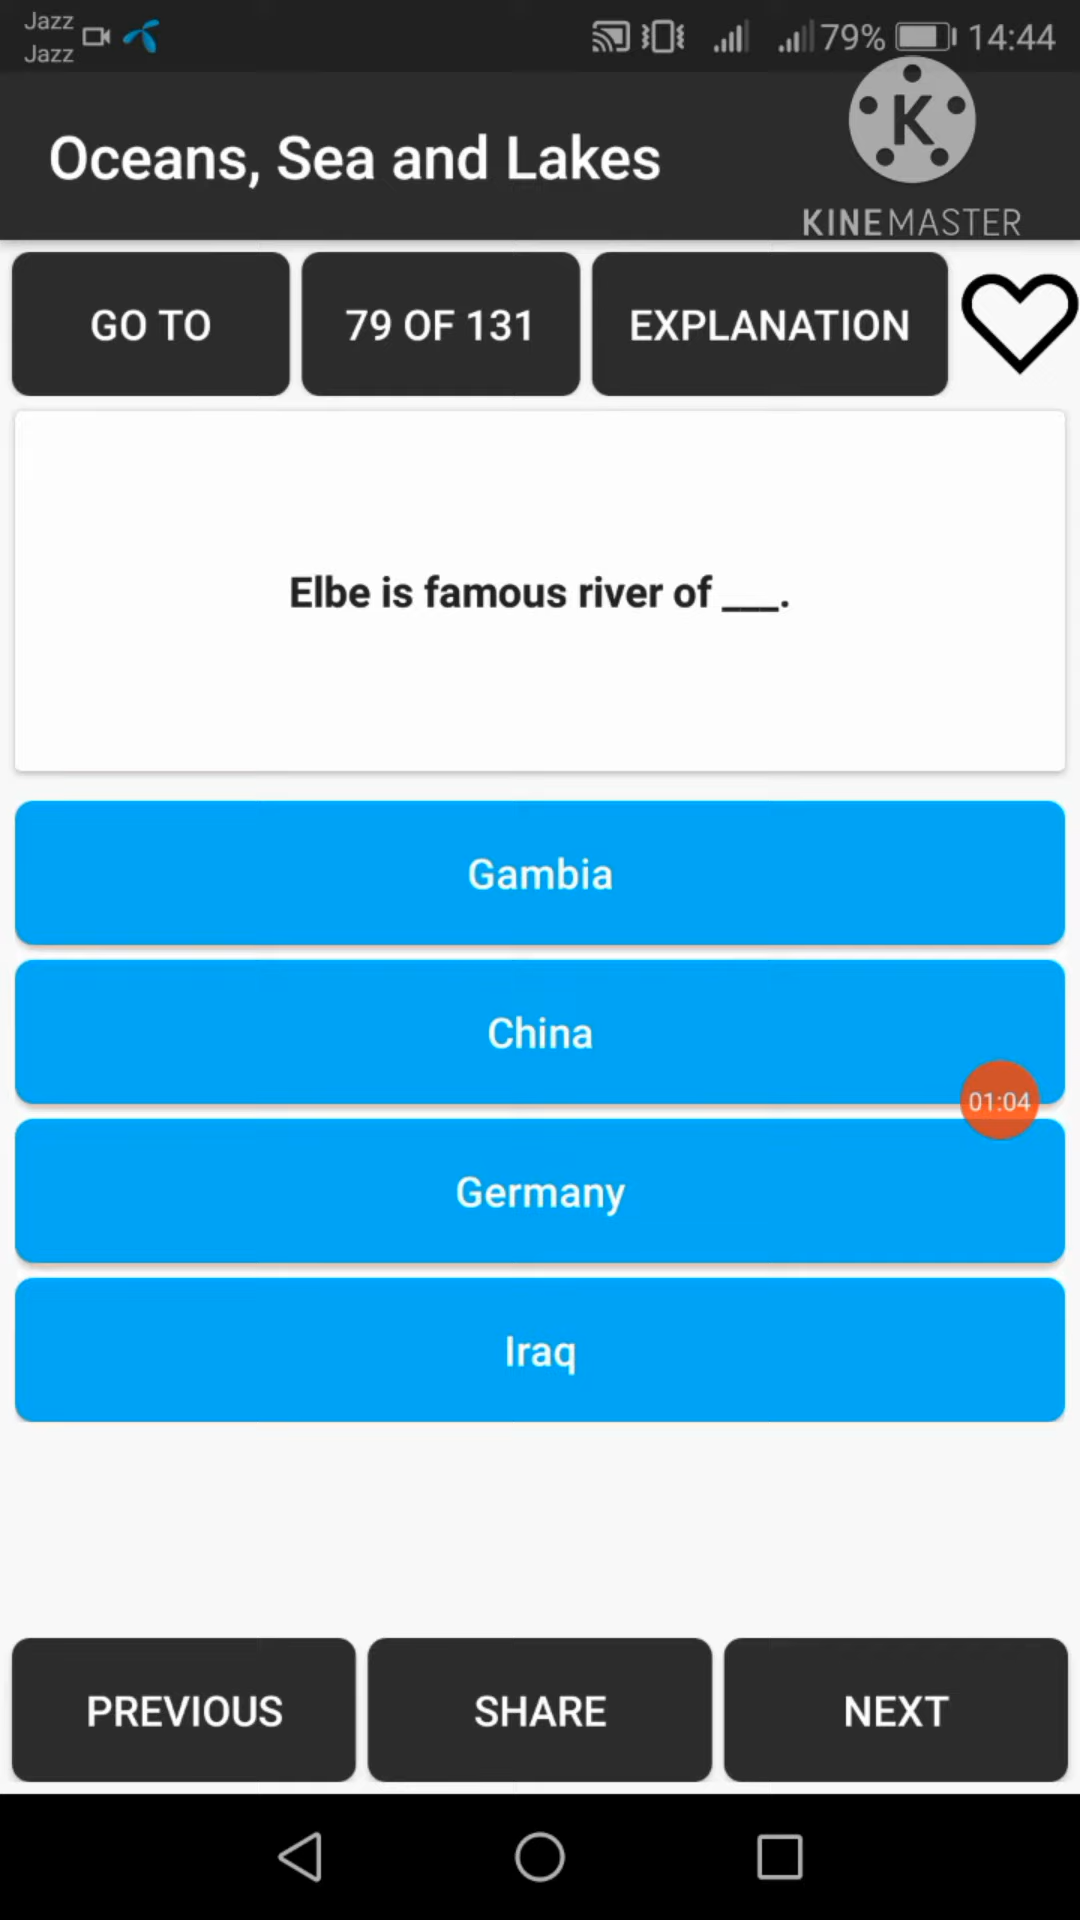 Jazz
Jazz
79% 14:44
Oceans, Sea and Lakes
K
KINEMASTER
GO TO
79 OF 131
EXPLANATION
Elbe is famous river of ___.
Gambia
China
01:04
Germany
Iraq
PREVIOUS
SHARE
NEXT